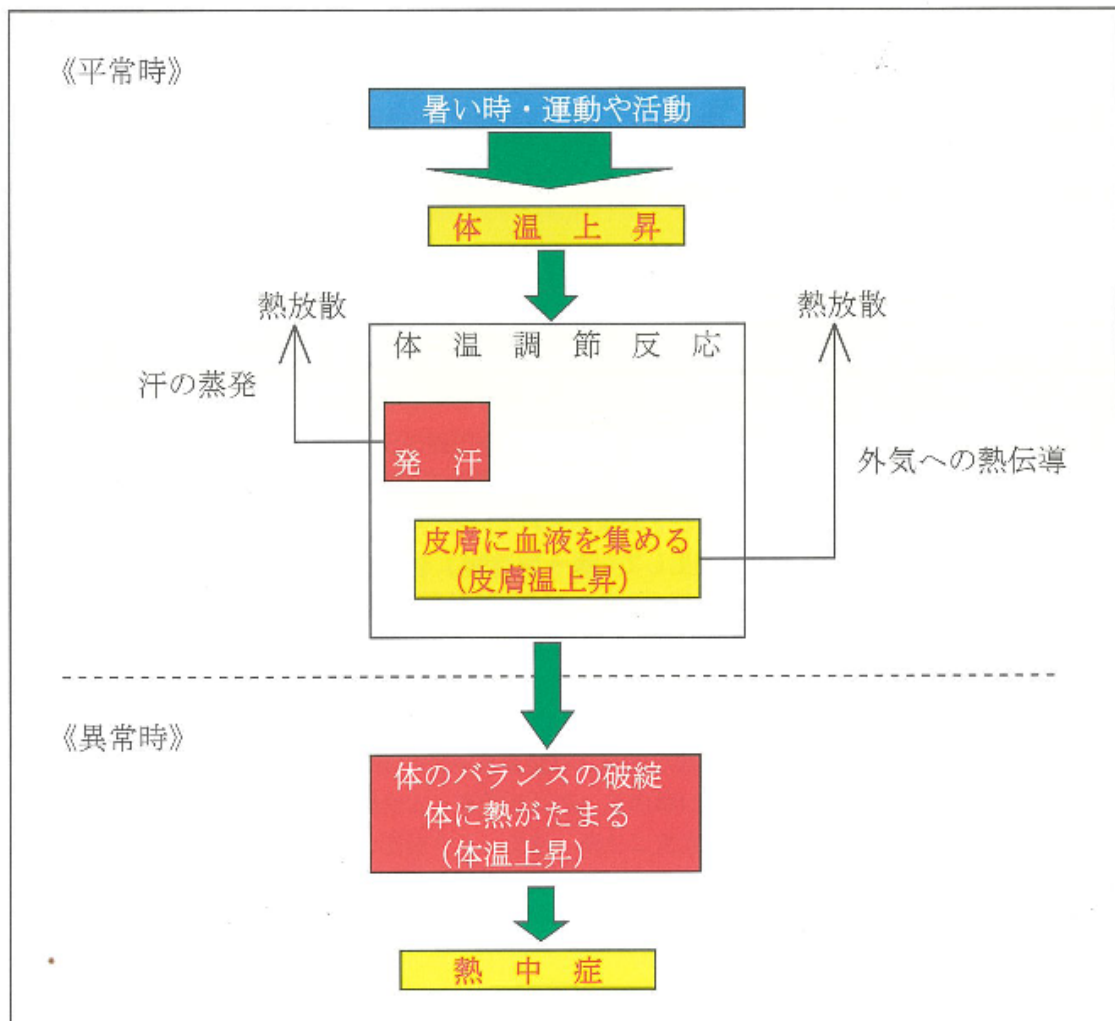 《平常時》
暑い時・運動や活動
体 温 上 昇
熱放散
熱放散
体 温 調 節 反 応
汗の蒸発
発 汗
外気への熱伝導
皮膚に血液を集める
(皮膚温上昇)
《異常時》
体のバランスの破綻
体に熱がたまる
(体温上昇)
熱 中 症